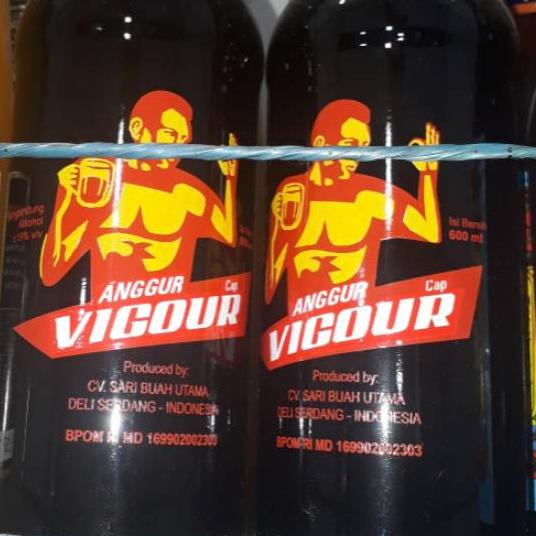 Alkohol
ANGGUR
Cap
VIGOUR
Produced by:
CV. SARI BUAH UTAMA
DELI SERDANG - INDONESIA
BPOM RI MD 169902002303
Isi Bersih
600 ml
ANGGUR
Cap
VIGOUR
Produced by:
CV. SARI BUAH UTAMA
DELI SERDANG - INDONESIA
BPOM RI MD 169902002303